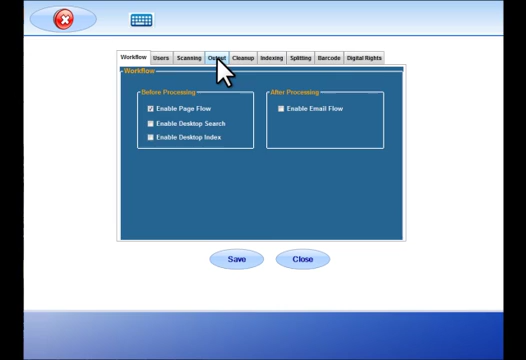 Workflow Users Scanning Output Cleanup Indexing Splitting Barcode Digital Rights
Workflow
Before Processing
Enable Page Flow
Enable Desktop Search
Enable Desktop Index
After Processing
Enable Email Flow
Save Close